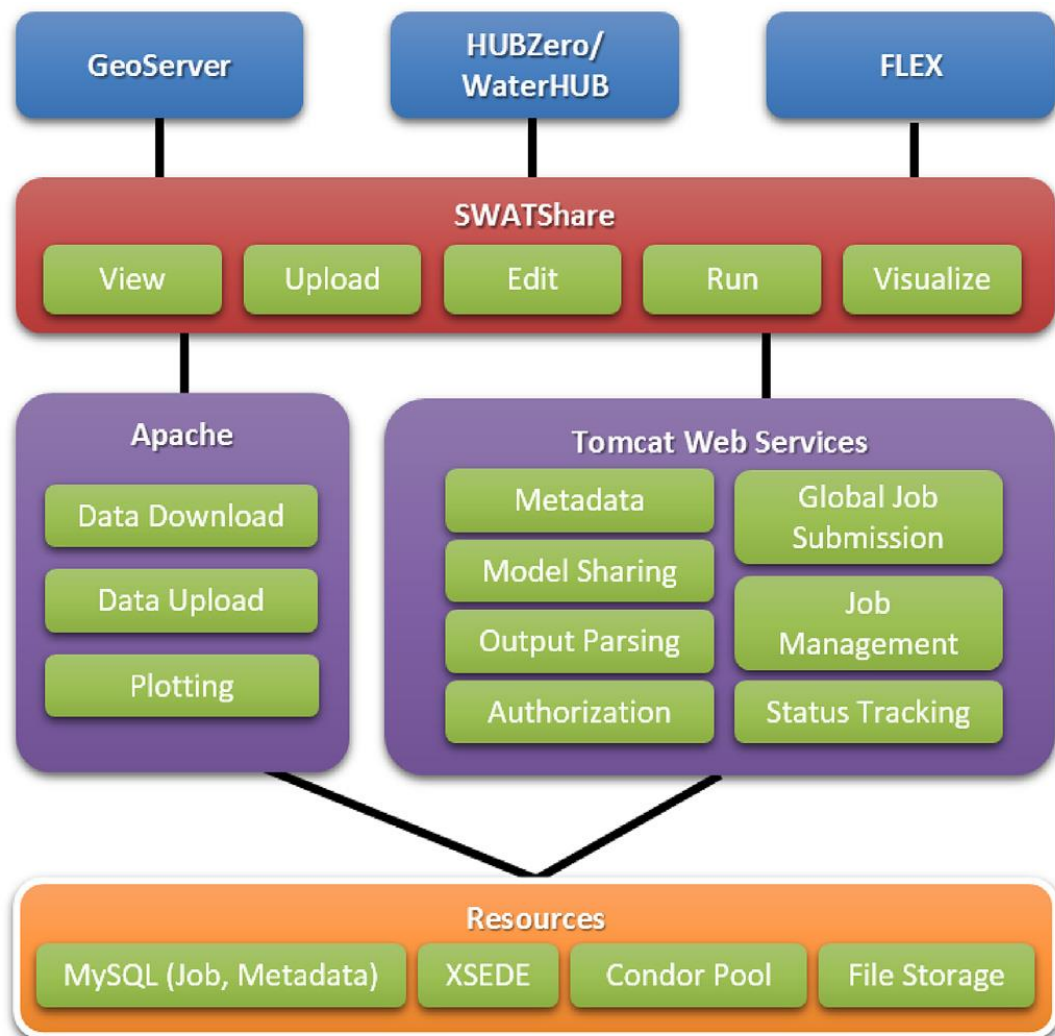 GeoServer
HUBZero/
WaterHUB
FLEX
SWATShare
View
Upload
Edit
Run
Visualize
Apache
Data Download
Data Upload
Plotting
Tomcat Web Services
Metadata
Model Sharing
Output Parsing
Authorization
Global Job
Submission
Job
Management
Status Tracking
Resources
MySQL (Job, Metadata)
XSEDE
Condor Pool
File Storage